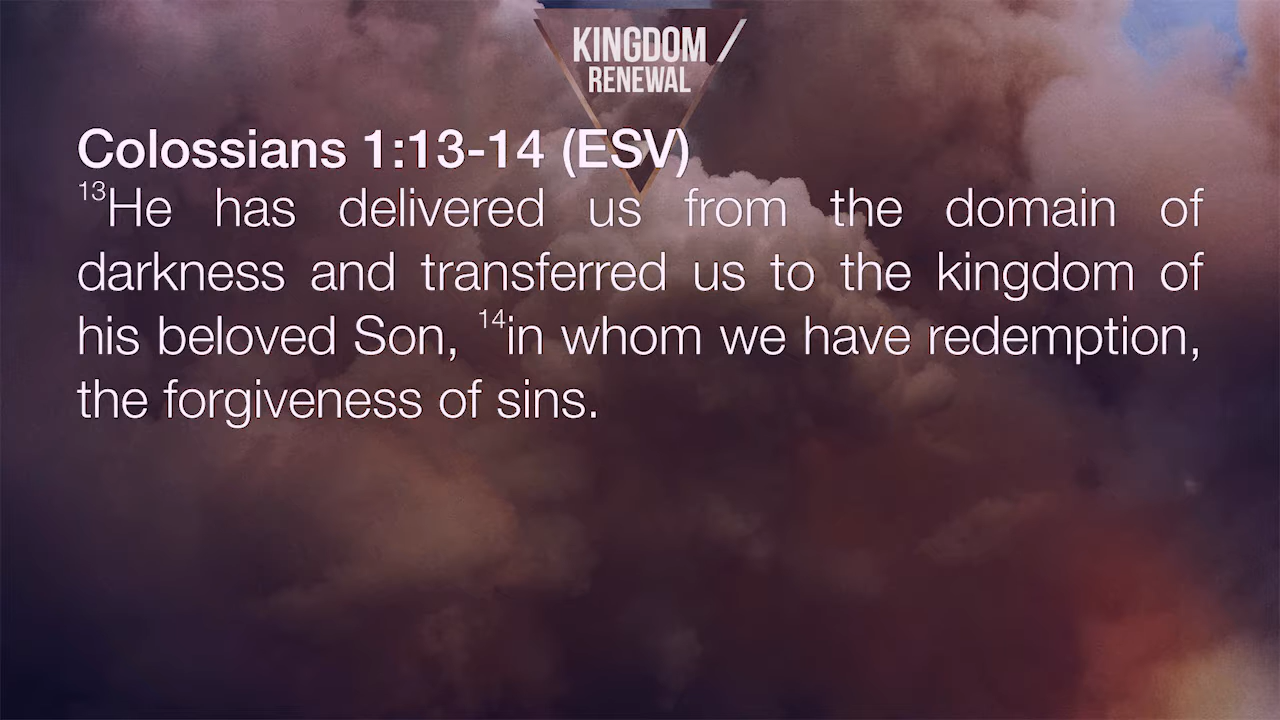 KINGDOM /
RENEWAL
Colossians 1:13-14 (ESV)
13He has delivered us from the domain of
darkness and transferred us to the kingdom of
his beloved Son, 14in whom we have redemption,
the forgiveness of sins.